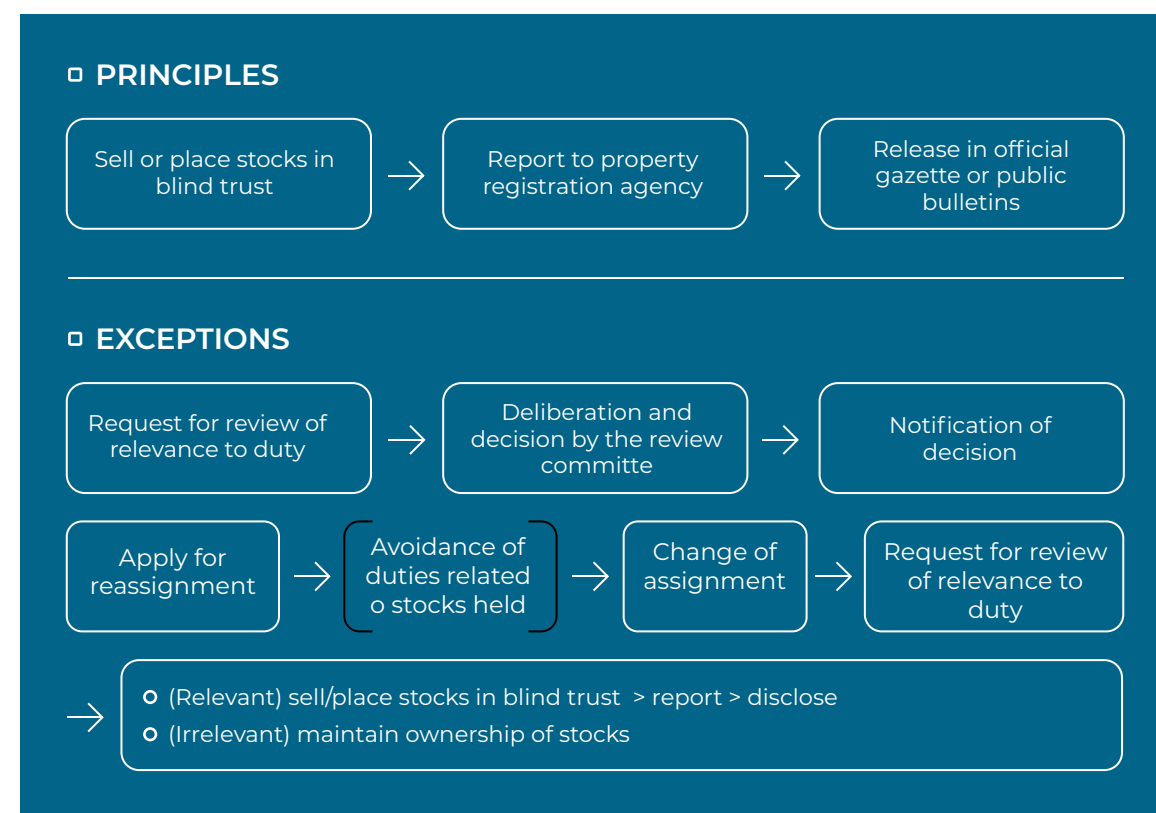 PRINCIPLES
Sell or place stocks in
blind trust
Report to property
registration agency
Release in official
gazette or public
bulletins
EXCEPTIONS
Request for review of
relevance to duty
Deliberation and
decision by the review
committe
Notification of
decision
Apply for
reassignment
Avoidance of
duties related
o stocks held
Change of
assignment
Request for review
of relevance to
duty
(Relevant) sell/place stocks in blind trust > report > disclose
(Irrelevant) maintain ownership of stocks